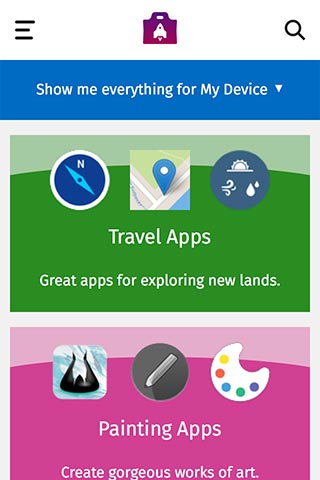 Show me everything for My Device ▼
N
Travel Apps
Great apps for exploring new lands.
Painting Apps
Create gorgeous works of art.